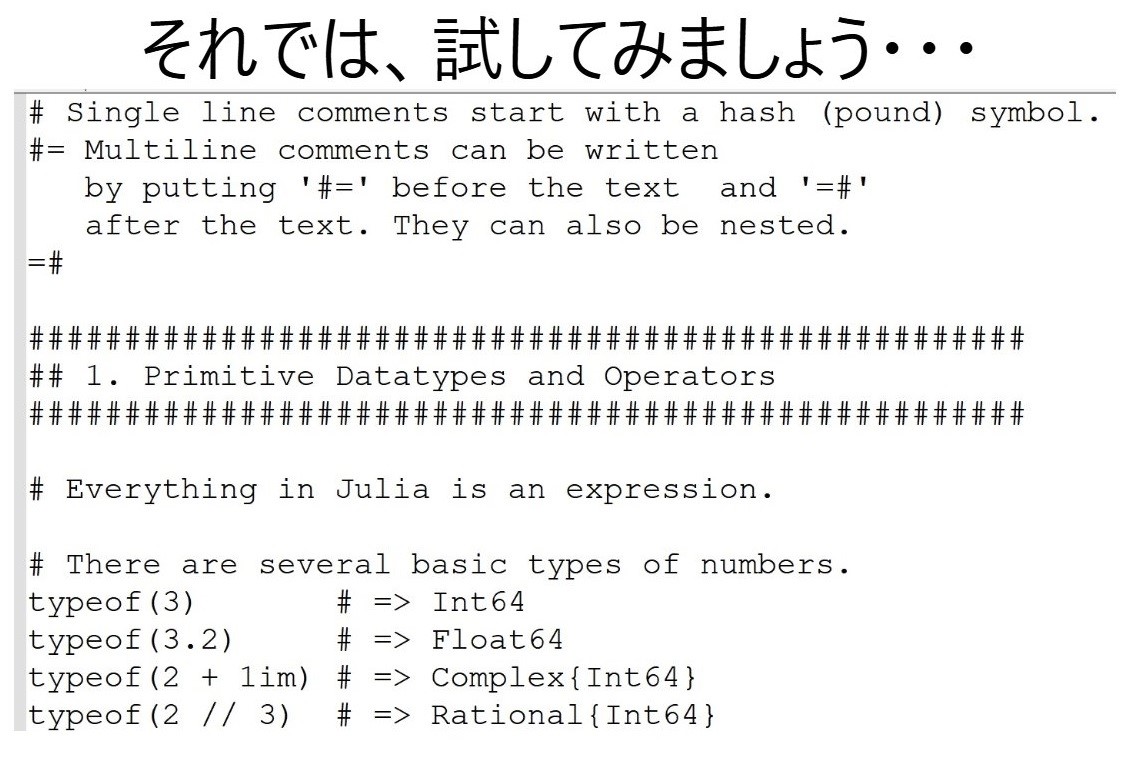 それでは、試してみましょう・・・
# Single line comments start with a hash (pound) symbol.
#= Multiline comments can be written
   by putting '#=' before the text  and '=#'
   after the text. They can also be nested.
=#
####################################################
## 1. Primitive Datatypes and Operators
####################################################
# Everything in Julia is an expression.
# There are several basic types of numbers.
typeof(3)       # => Int64
typeof(3.2)     # => Float64
typeof(2 + 1im) # => Complex{Int64}
typeof(2 // 3)  # => Rational{Int64}